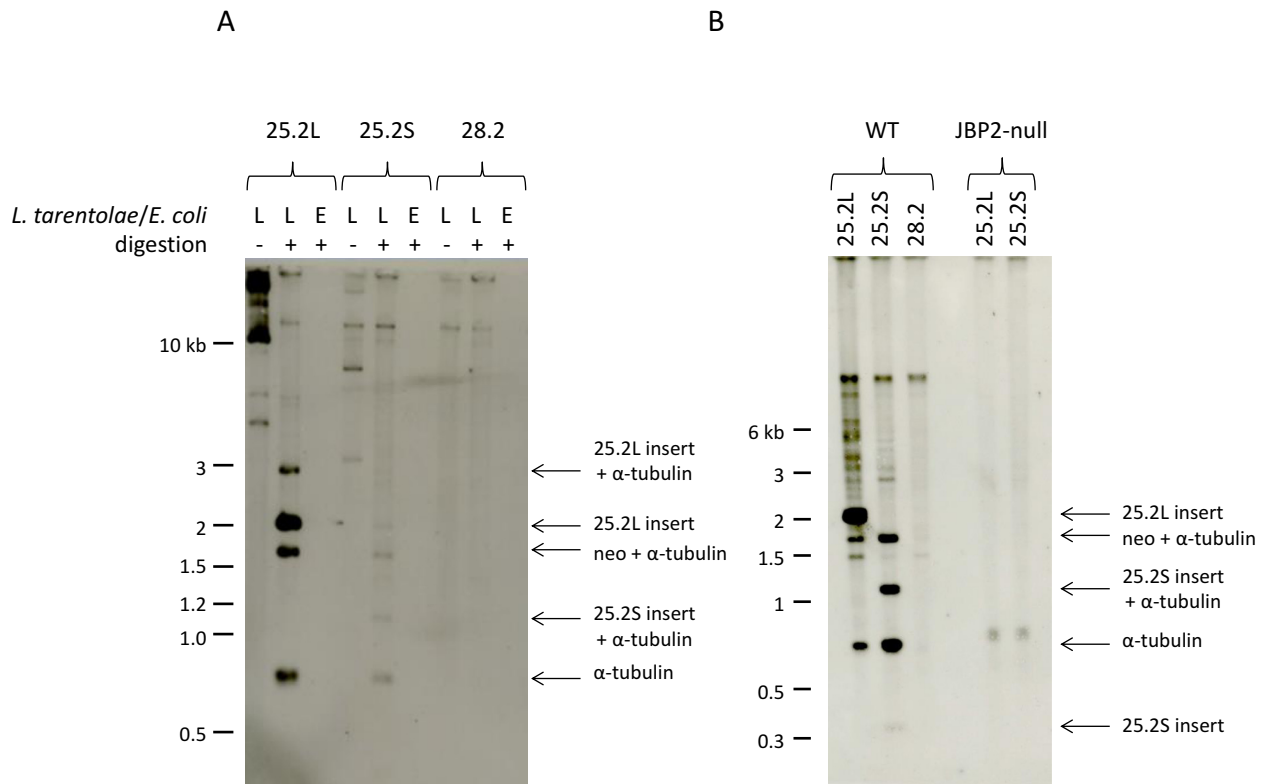 A
25.2L 25.2S 28.2
L. tarentolae/E. coli L L E L L E L L E
digestion - + + - + + - + +
10 kb
3
2
1.5
1.2
1.0
0.5
25.2L insert
+ α-tubulin
25.2L insert
neo + α-tubulin
25.2S insert
+ α-tubulin
α-tubulin
B
WT JBP2-null
25.2L 25.2S 28.2 25.2L 25.2S
6 kb
3
2
1.5
1
0.5
0.3
25.2L insert
neo + α-tubulin
25.2S insert
+ α-tubulin
α-tubulin
25.2S insert